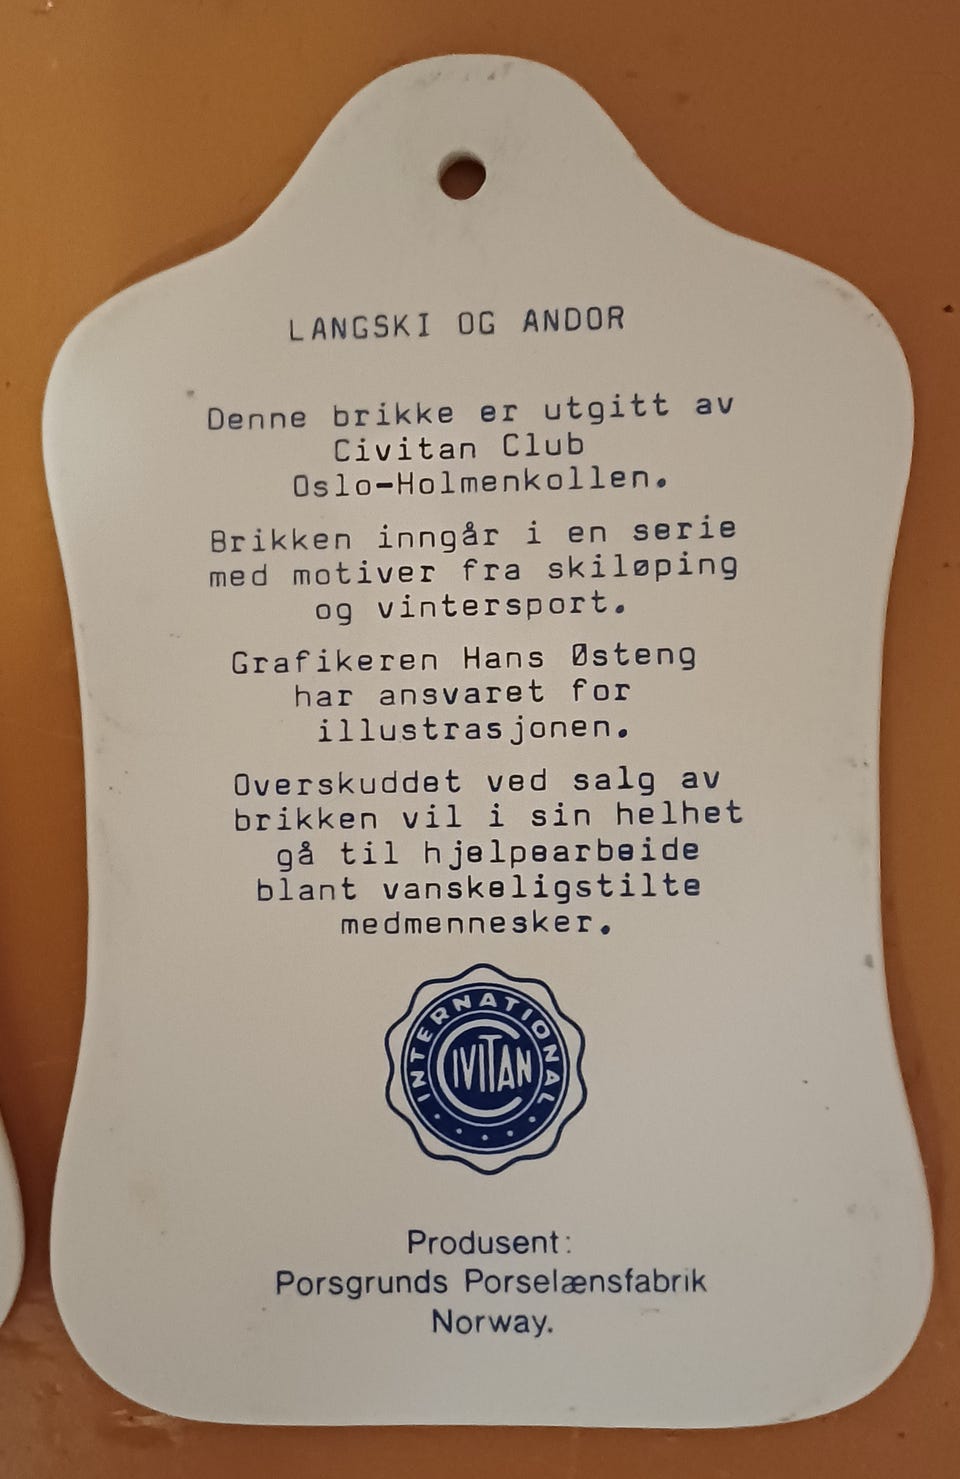 LANGSKI OG ANDOR
Denne brikke er utgitt av
Civitan Club
Oslo-Holmenkollen.
Brikken inngår i en serie
med motiver fra skiløping
og vintersport.
Grafikeren Hans Østeng
har ansvaret for
illustrasjonen.
Overskuddet ved salg av
brikken vil i sin helhet
gå til hjelpearbeide
blant vanskeligstilte
medmennesker.
INTERNATIONAL
CIVITAN
Produsent:
Porsgrunds Porselænsfabrik
Norway.